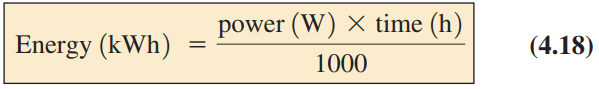 Energy (kWh) = power (W) × time (h) / 1000 (4.18)